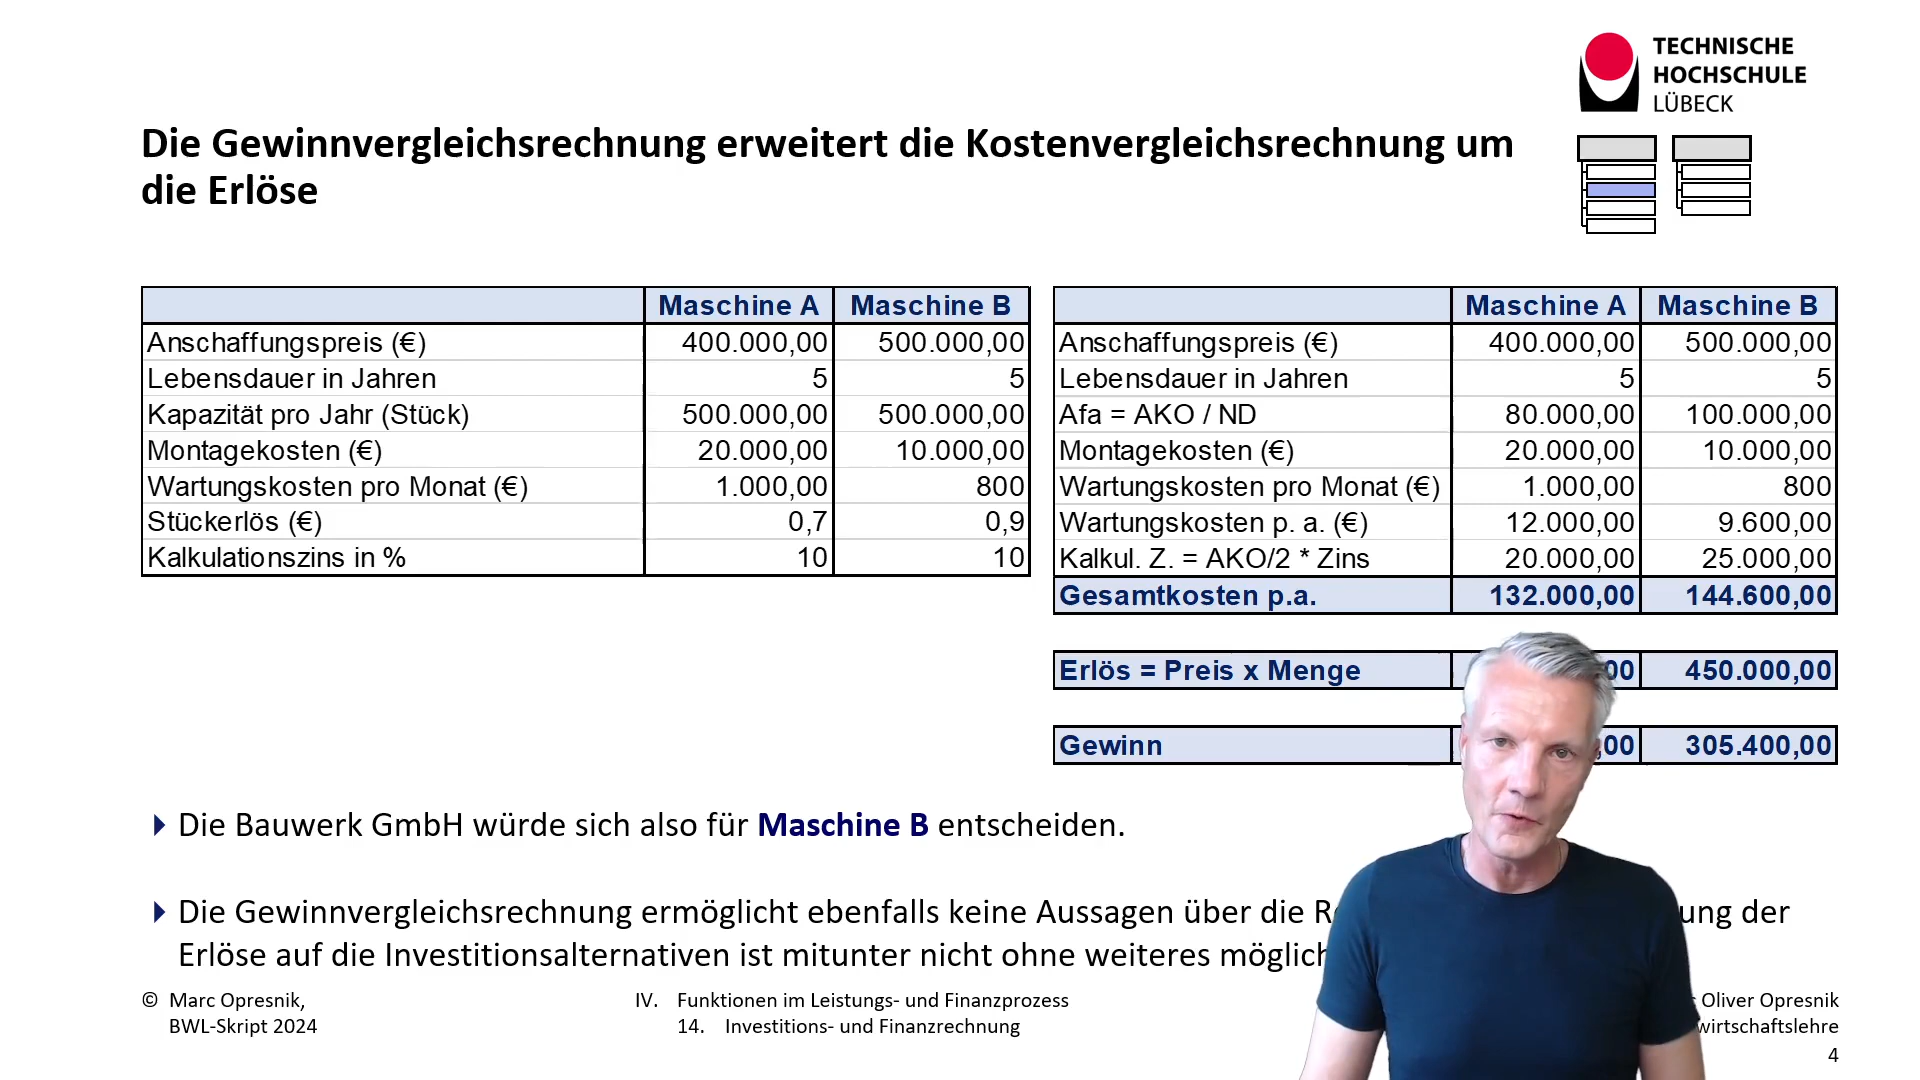 TECHNISCHE
HOCHSCHULE
LÜBECK
Die Gewinnvergleichsrechnung erweitert die Kostenvergleichsrechnung um
die Erlöse
Maschine A Maschine B
Anschaffungspreis (€) 400.000,00 500.000,00
Lebensdauer in Jahren 5 5
Kapazität pro Jahr (Stück) 500.000,00 500.000,00
Montagekosten (€) 20.000,00 10.000,00
Wartungskosten pro Monat (€) 1.000,00 800
Stückerlös (€) 0,7 0,9
Kalkulationszins in % 10 10
Maschine A Maschine B
Anschaffungspreis (€) 400.000,00 500.000,00
Lebensdauer in Jahren 5 5
Afa = AKO / ND 80.000,00 100.000,00
Montagekosten (€) 20.000,00 10.000,00
Wartungskosten pro Monat (€) 1.000,00 800
Wartungskosten p. a. (€) 12.000,00 9.600,00
Kalkul. Z. = AKO/2 * Zins 20.000,00 25.000,00
Gesamtkosten p.a. 132.000,00 144.600,00
Erlös = Preis x Menge 450.000,00
Gewinn 305.400,00
Die Bauwerk GmbH würde sich also für Maschine B entscheiden.
Die Gewinnvergleichsrechnung ermöglicht ebenfalls keine Aussagen über die der
Erlöse auf die Investitionsalternativen ist mitunter nicht ohne weiteres möglich
© Marc Opresnik,
BWL-Skript 2024
IV. Funktionen im Leistungs- und Finanzprozess
14. Investitions- und Finanzrechnung
Oliver Opresnik
wirtschaftslehre
4